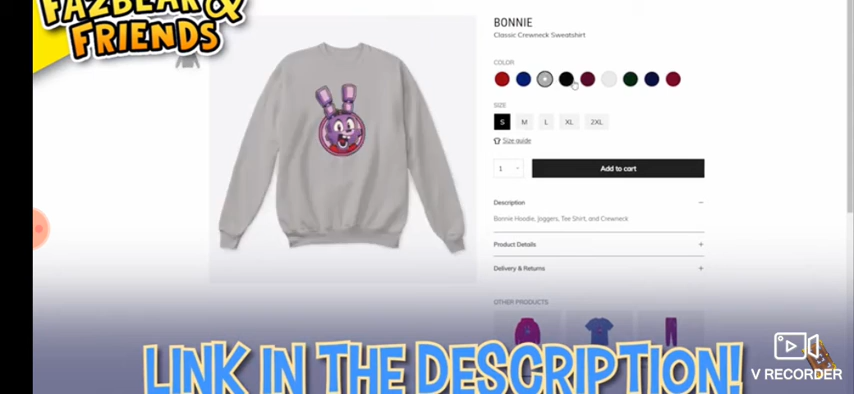 FAZBEAR &
FRIENDS
BONNIE
Classic Crewneck Sweatshirt
COLOR
SIZE
S M L XL 2XL
Size guide
1 Add to cart
Description −
Bonnie Hoodie, Joggers, Tee Shirt, and Crewneck
Product Details +
Delivery & Returns +
OTHER PRODUCTS
LINK IN THE DESCRIPTION!
V RECORDER